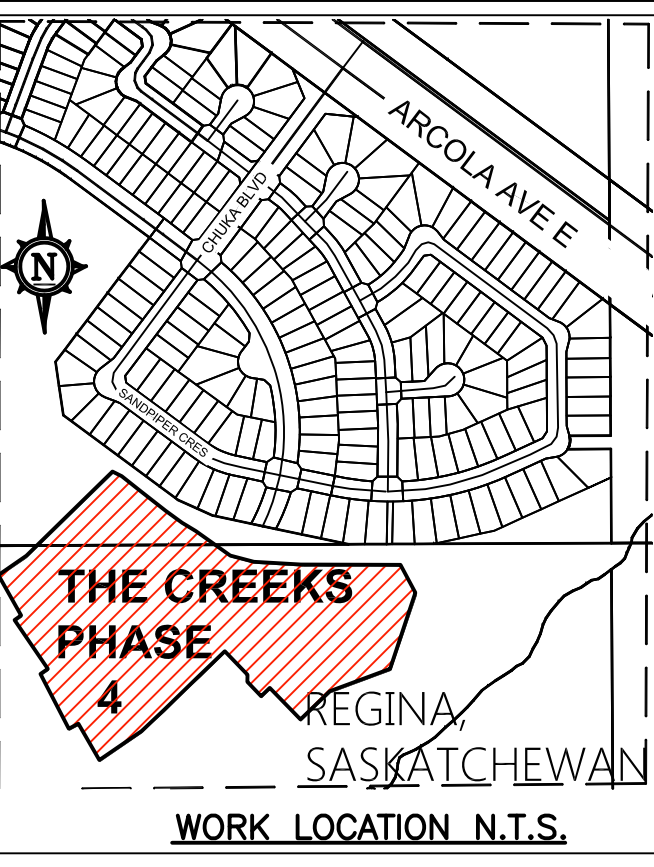 ARCOLA AVE E
CHUKA BLVD
N
SANDPIPER CRES
THE CREEKS
PHASE
4
REGINA,
SASKATCHEWAN
WORK LOCATION N.T.S.